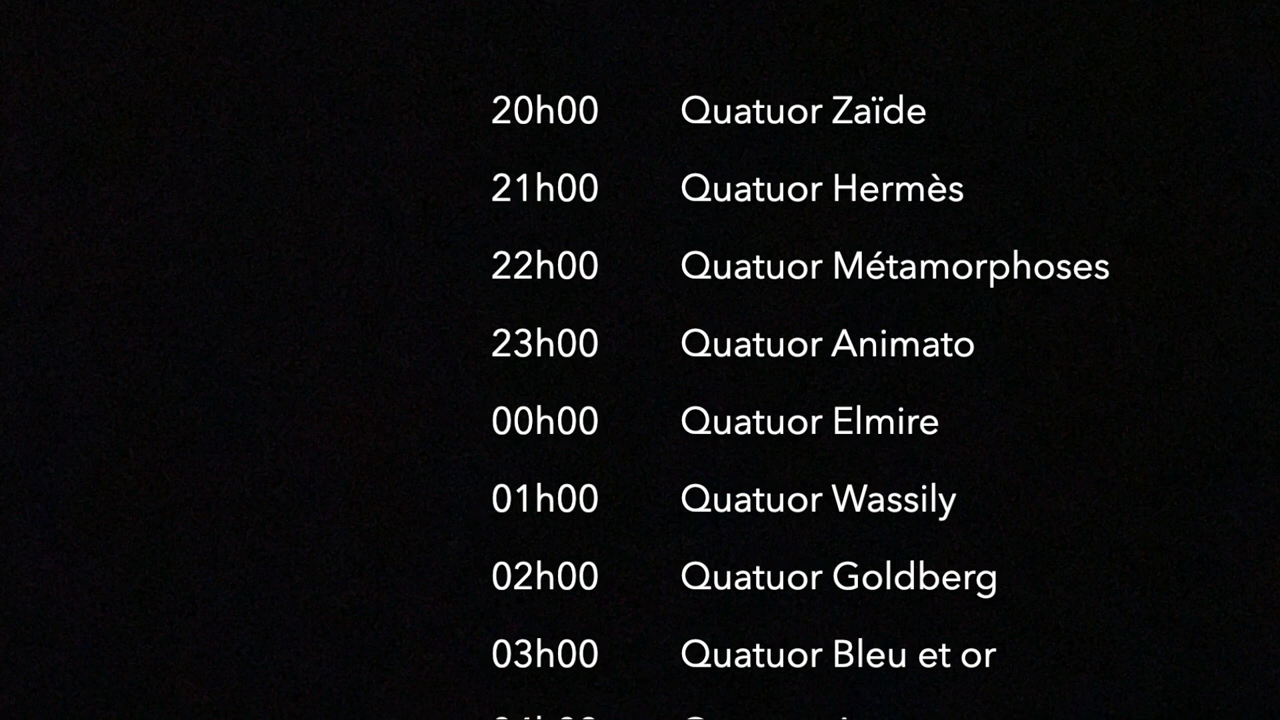 20h00 Quatuor Zaïde
21h00 Quatuor Hermès
22h00 Quatuor Métamorphoses
23h00 Quatuor Animato
00h00 Quatuor Elmire
01h00 Quatuor Wassily
02h00 Quatuor Goldberg
03h00 Quatuor Bleu et or